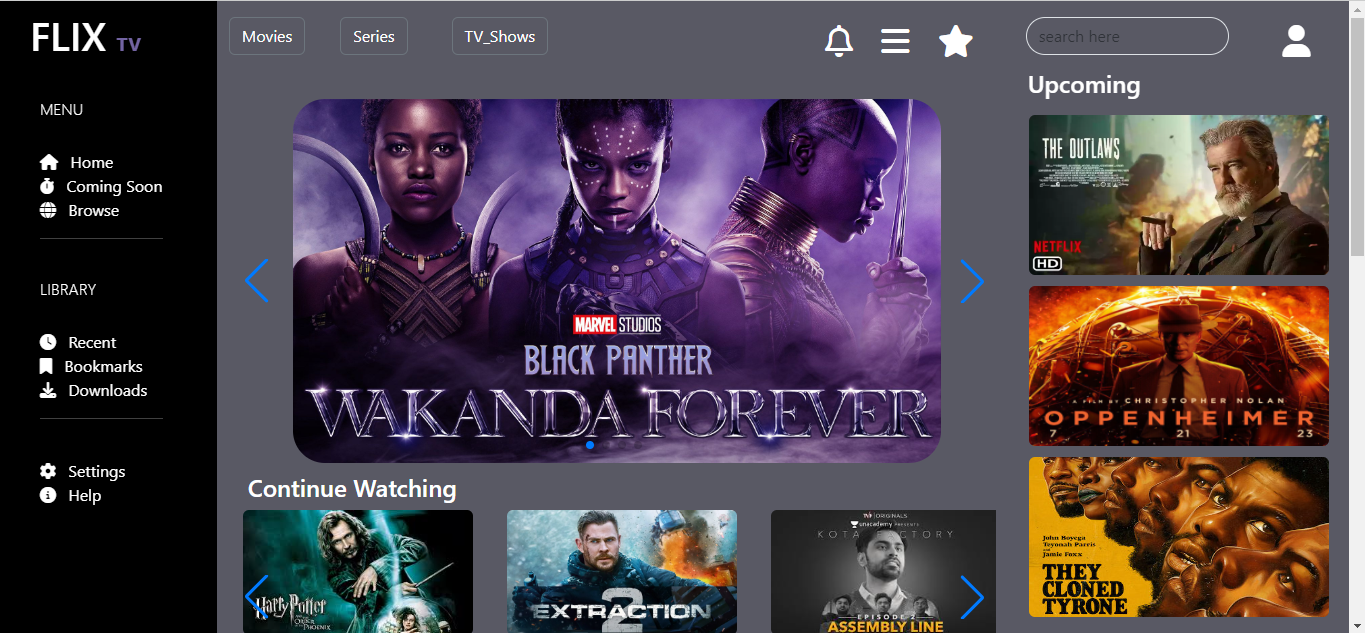 FLIX TV
MENU
Home
Coming Soon
Browse
LIBRARY
Recent
Bookmarks
Downloads
Settings
Help
Movies
Series
TV_Shows
search here
MARVEL STUDIOS
BLACK PANTHER
WAKANDA FOREVER
Continue Watching
Harry Potter
AND THE
ORDER OF THE PHOENIX
EXTRACTION
2
ORIGINALS
unacademy Presents
KOTA FACTORY
EPISODE 2
ASSEMBLY LINE
Upcoming
THE OUTLAWS
NETFLIX
HD
A FILM BY CHRISTOPHER NOLAN
OPPENHEIMER
7 21 23
John Boyega
Teyonah Parris
and
Jamie Foxx
THEY
CLONED
TYRONE